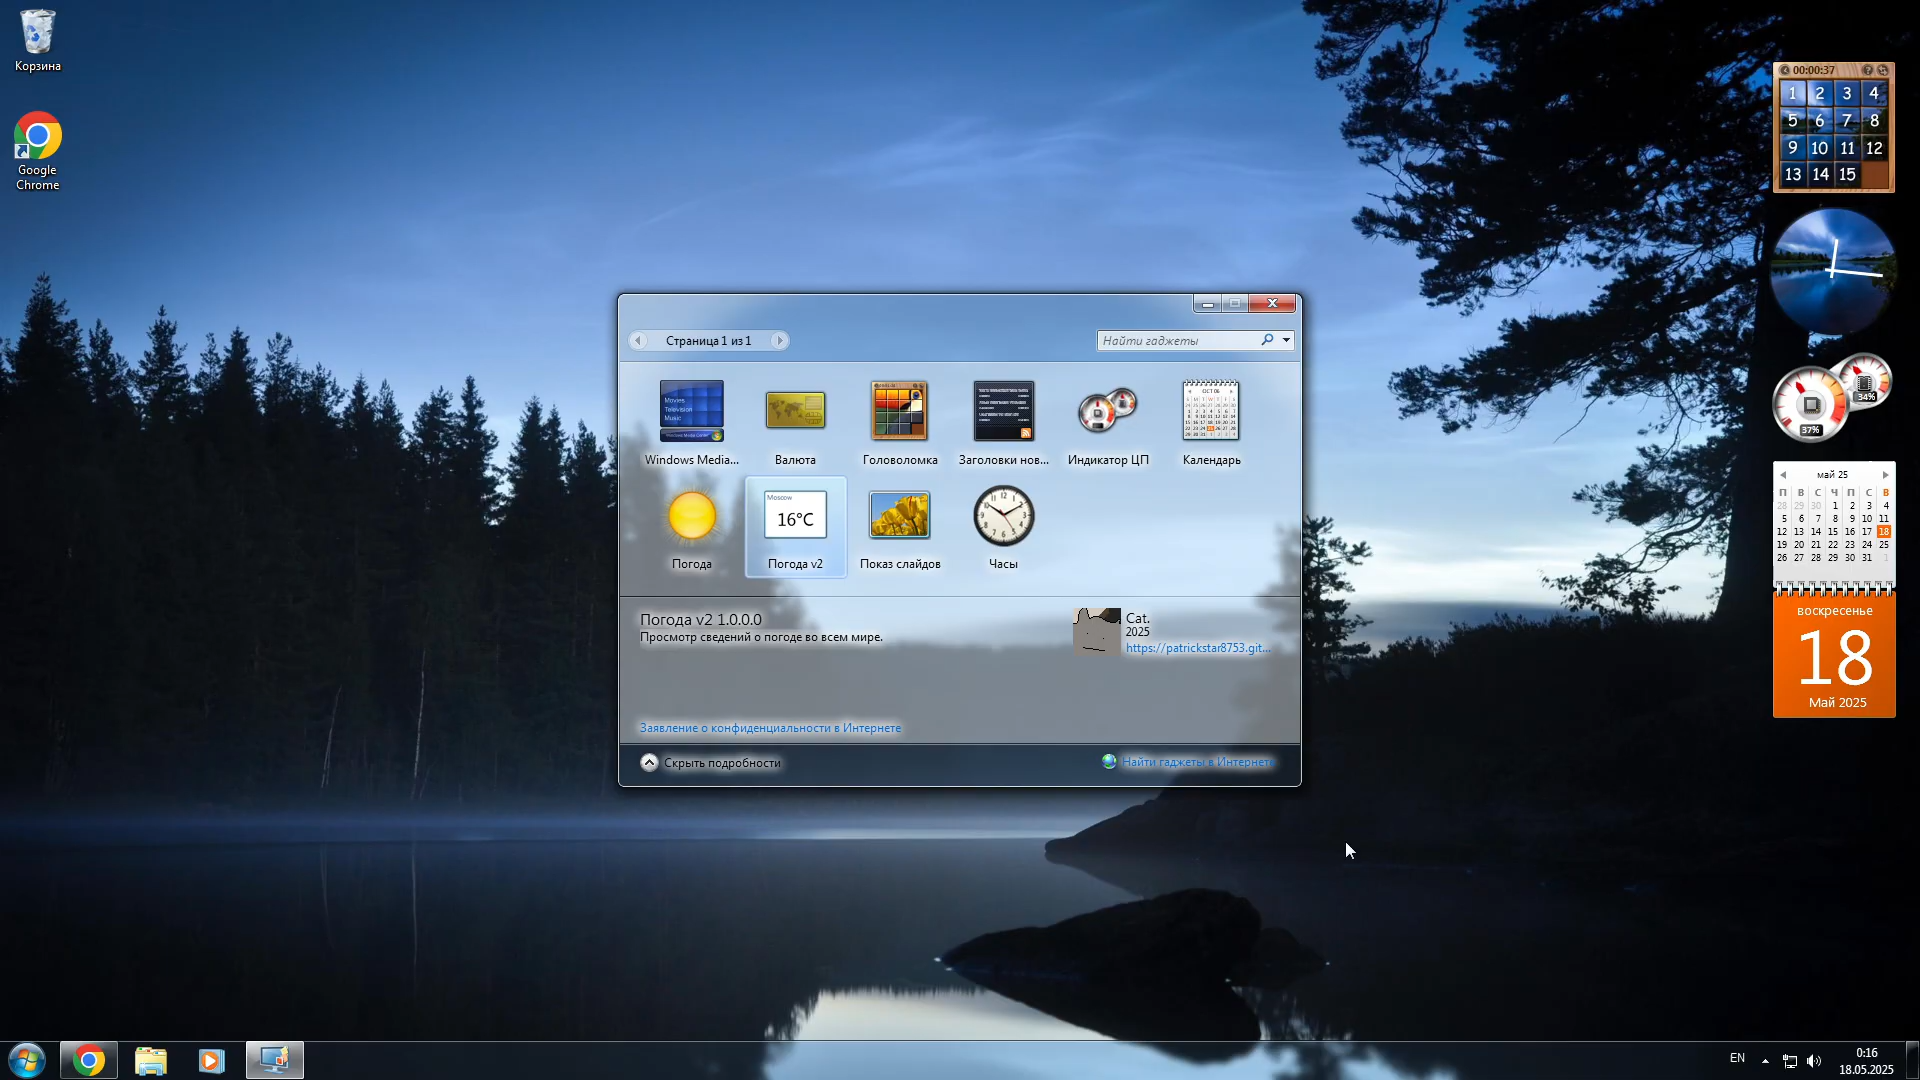 Корзина
Google
Chrome
00:00:37
1 2 3 4
5 6 7 8
9 10 11 12
13 14 15
34%
37%
Страница 1 из 1
Найти гаджеты
Movies
Television
Music
Windows Media...
Валюта
Головоломка
Заголовки нов...
Индикатор ЦП
Календарь
Moscow
16°C
Погода
Погода v2
Показ слайдов
Часы
Погода v2 1.0.0.0
Просмотр сведений о погоде во всем мире.
Cat.
2025
https://patrickstar8753.git...
Заявление о конфиденциальности в Интернете
Скрыть подробности
Найти гаджеты в Интернете
май 25
П В С Ч П С В
28 29 30 1 2 3 4
5 6 7 8 9 10 11
12 13 14 15 16 17 18
19 20 21 22 23 24 25
26 27 28 29 30 31 1
воскресенье
18
Май 2025
EN
0:16
18.05.2025